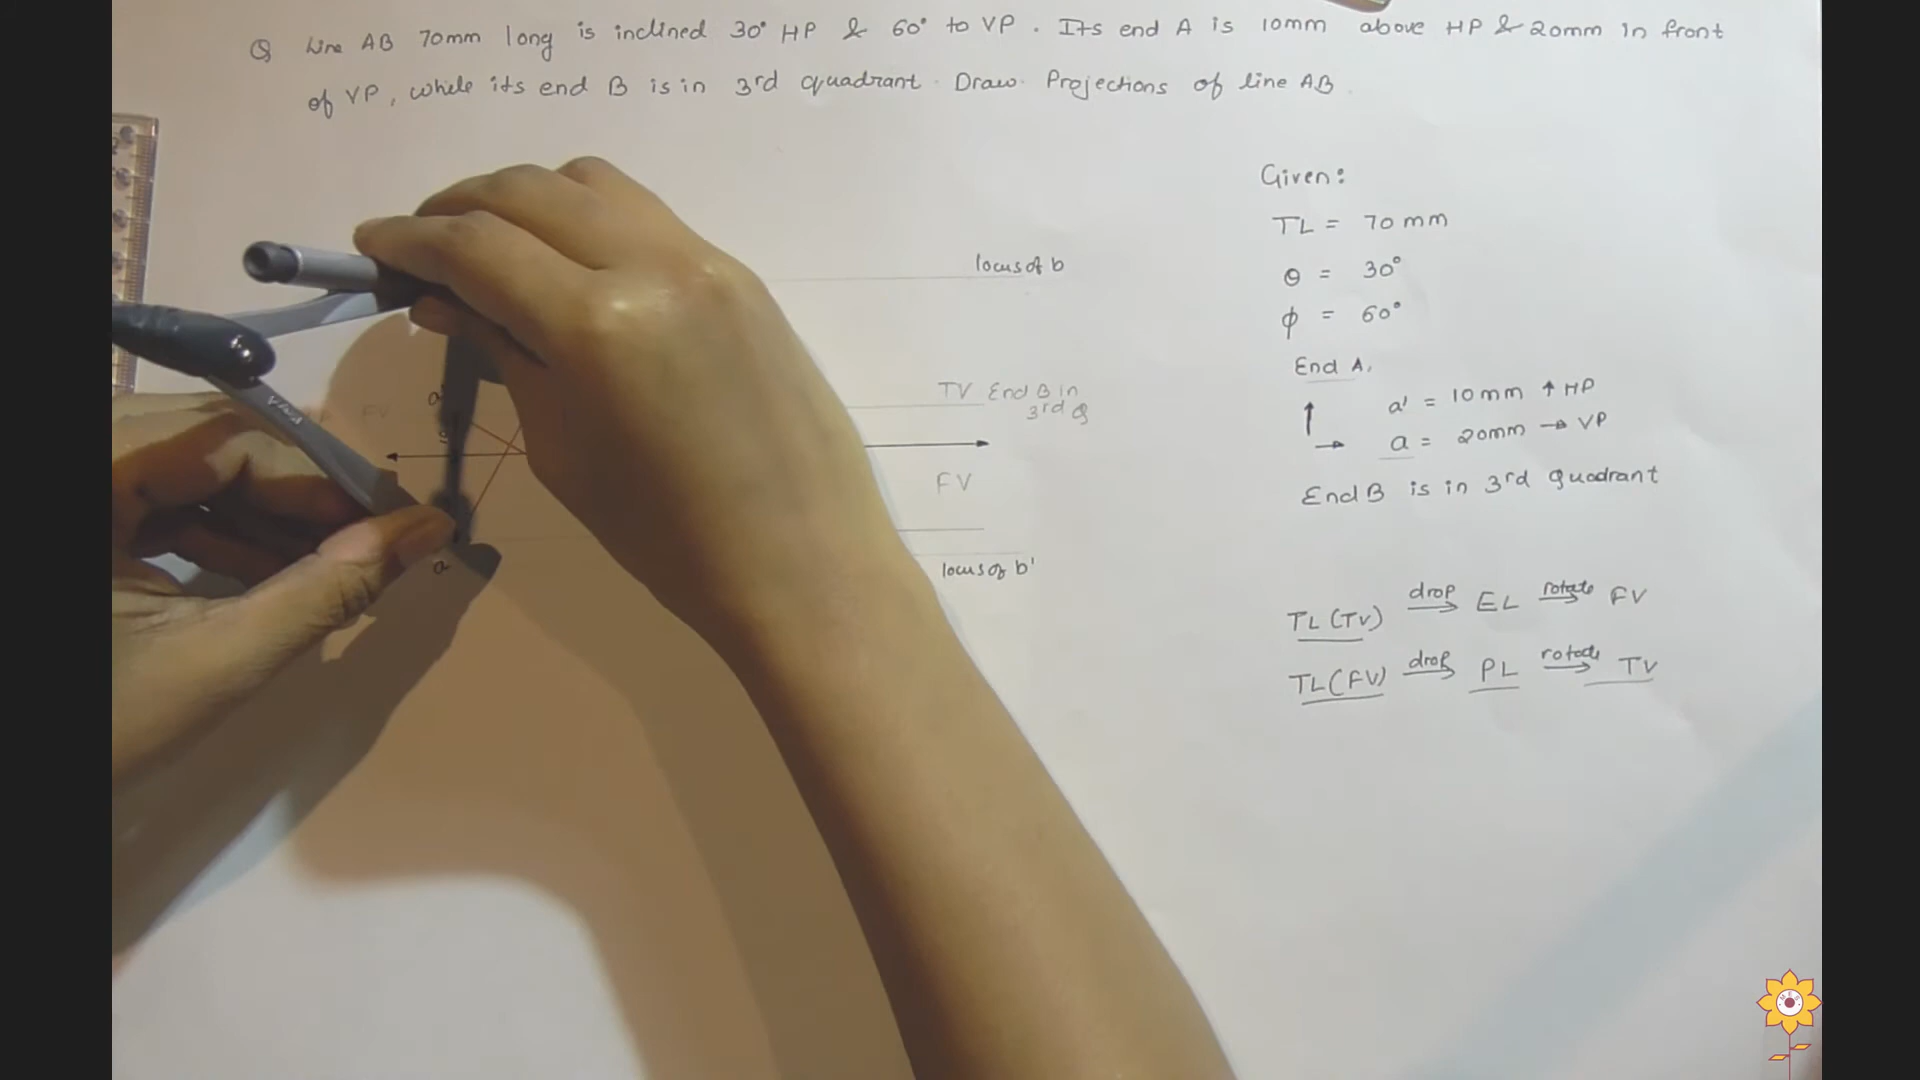 Q Line AB 70mm long is inclined 30° HP & 60° to VP. Its end A is 10mm above HP & 20mm in front
of VP, while its end B is in 3rd quadrant. Draw Projections of line AB.
Given:
TL = 70 mm
θ = 30°
locus of b
ϕ = 60°
End A.
TV End B in
3rd Q
a' = 10mm ↑ HP
a
FV
↑
→ a = 20mm → VP
FV
End B is in 3rd quadrant
a
locus of b'
TL (TV) drop → EL rotate → FV
TL (FV) drop → PL rotate → TV